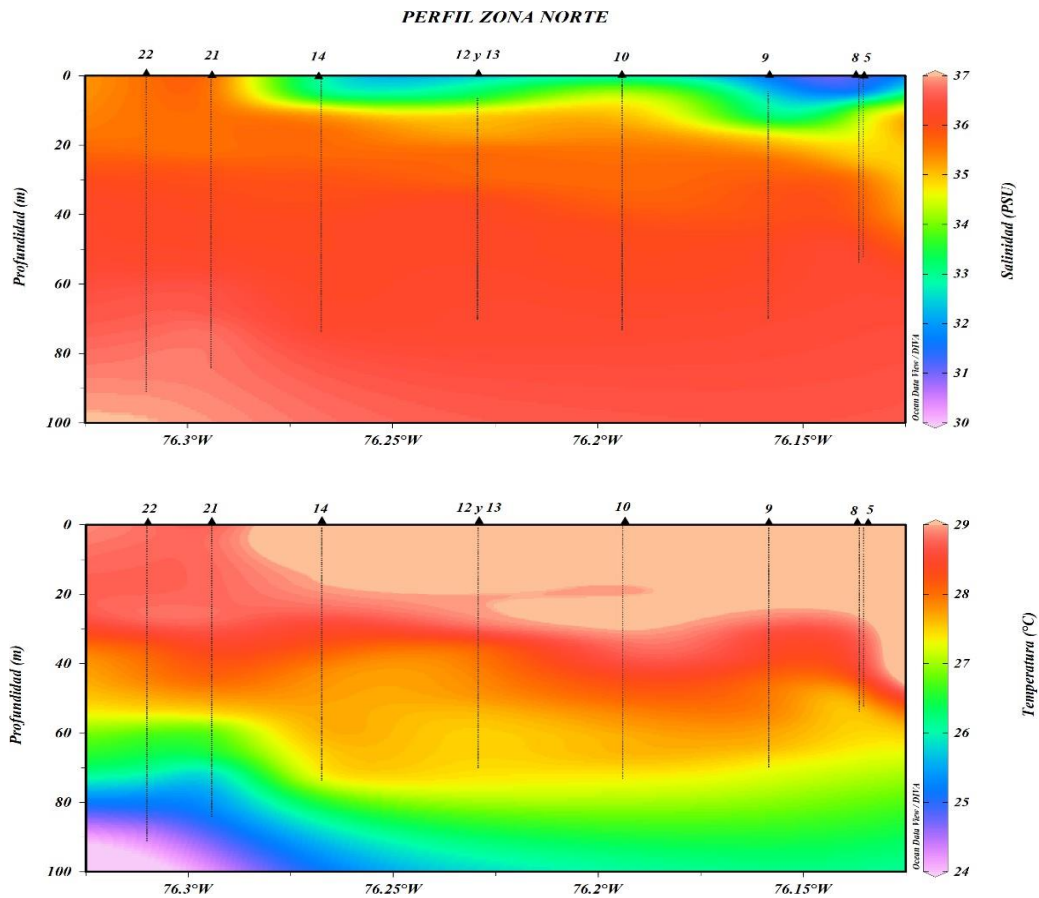 PERFIL ZONA NORTE
22 21 14 12 y 13 10 9 8 5
0
20
40
60
80
100
Profundidad (m)
76.3°W 76.25°W 76.2°W 76.15°W
37
36
35
34
33
32
31
30
Salinidad (PSU)
Ocean Data View / DIVA
22 21 14 12 y 13 10 9 8 5
0
20
40
60
80
100
Profundidad (m)
76.3°W 76.25°W 76.2°W 76.15°W
29
28
27
26
25
24
Temperatura (°C)
Ocean Data View / DIVA